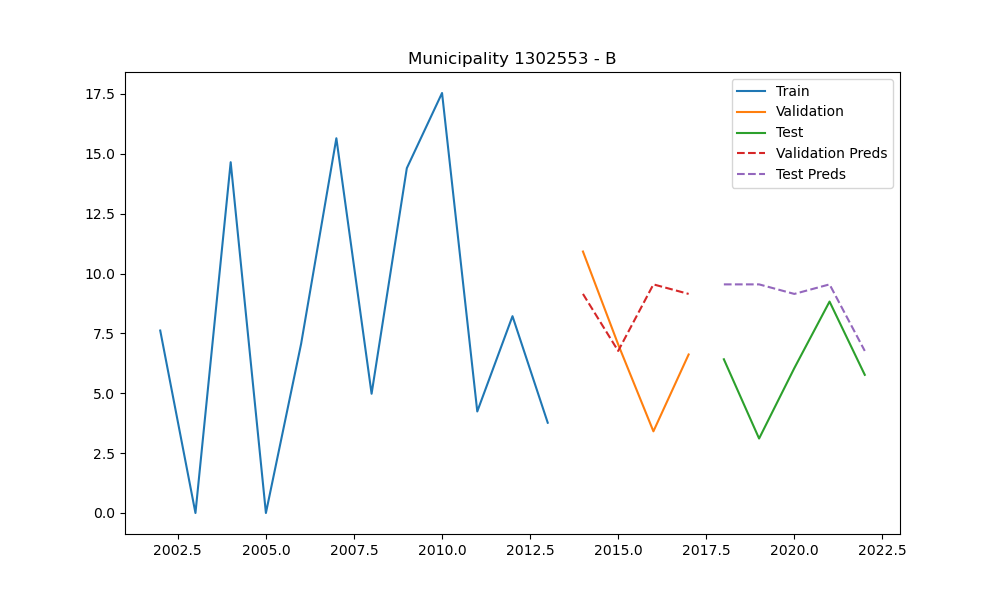 Municipality 1302553 - B
Train
Validation
Test
Validation Preds
Test Preds
17.5
15.0
12.5
10.0
7.5
5.0
2.5
0.0
2002.5 2005.0 2007.5 2010.0 2012.5 2015.0 2017.5 2020.0 2022.5